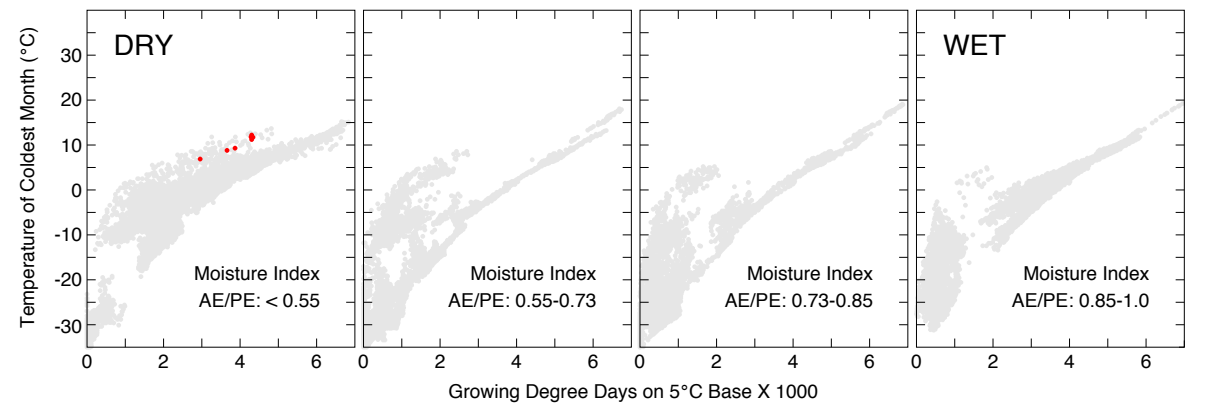 Temperature of Coldest Month (°C)
30
20
10
0
-10
-20
-30
DRY
WET
Moisture Index
AE/PE: < 0.55
Moisture Index
AE/PE: 0.55-0.73
Moisture Index
AE/PE: 0.73-0.85
Moisture Index
AE/PE: 0.85-1.0
0 2 4 6 0 2 4 6 0 2 4 6 0 2 4 6
Growing Degree Days on 5°C Base X 1000